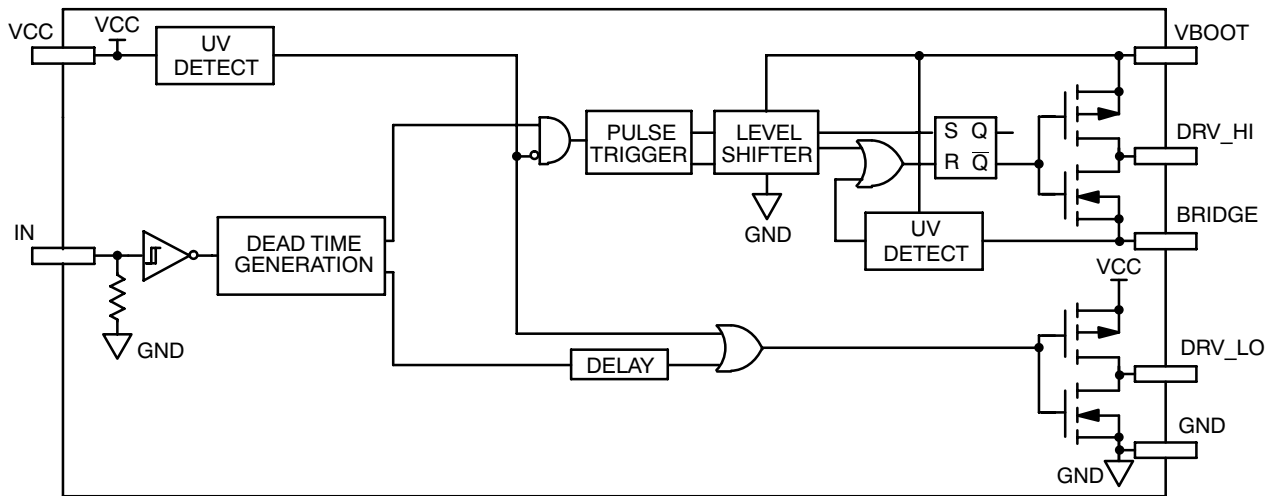 VCC
VCC
UV
DETECT
VBOOT
PULSE
TRIGGER
LEVEL
SHIFTER
S Q
R Q̅
DRV_HI
GND
UV
DETECT
BRIDGE
IN
DEAD TIME
GENERATION
GND
VCC
DELAY
DRV_LO
GND
GND